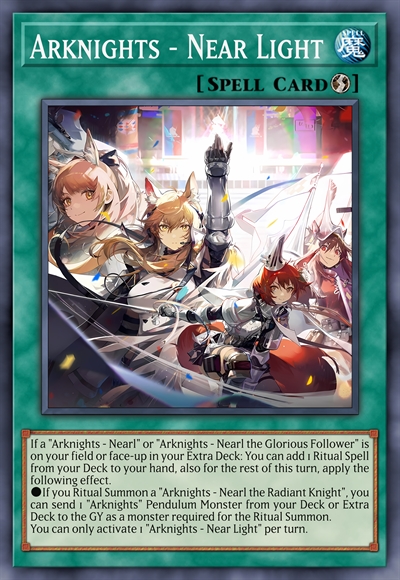 ARKNIGHTS - NEAR LIGHT
魔
[SPELL CARD]
If a "Arknights - Nearl" or "Arknights - Nearl the Glorious Follower" is
on your field or face-up in your Extra Deck: You can add 1 Ritual Spell
from your Deck to your hand, also for the rest of this turn, apply the
following effect.
●If you Ritual Summon a "Arknights - Nearl the Radiant Knight", you
can send 1 "Arknights" Pendulum Monster from your Deck or Extra
Deck to the GY as a monster required for the Ritual Summon.
You can only activate 1 "Arknights - Near Light" per turn.